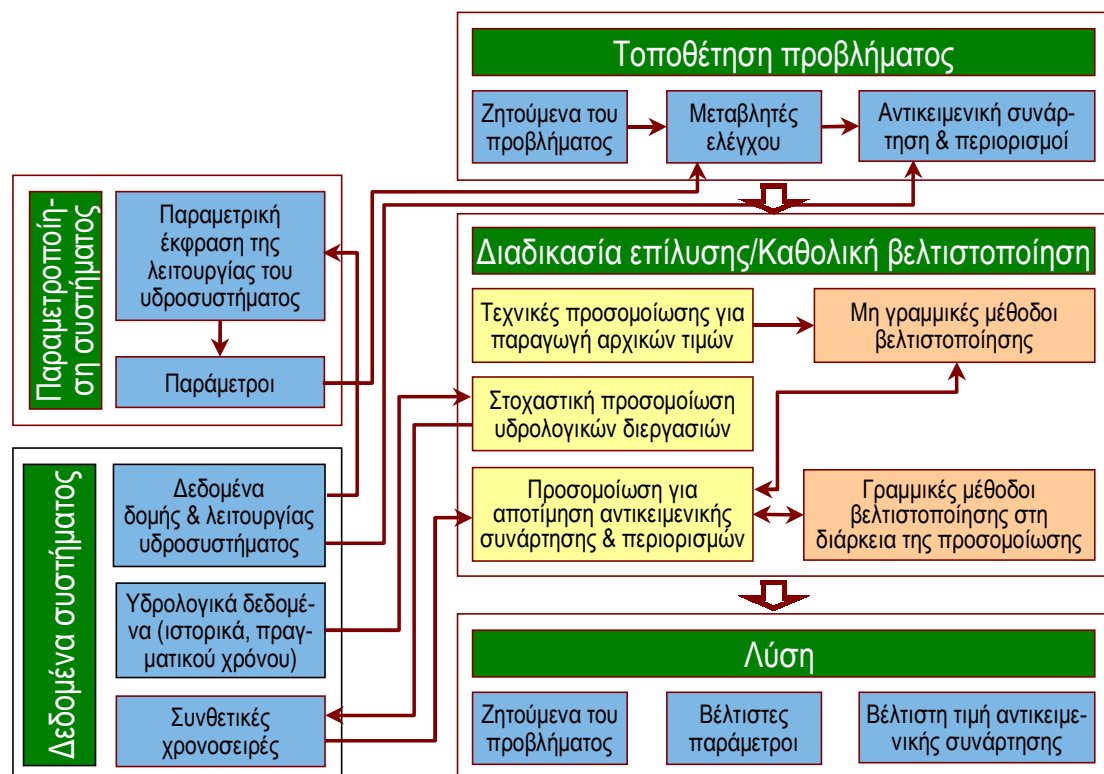 Τοποθέτηση προβλήματος
Ζητούμενα του
προβλήματος
Μεταβλητές
ελέγχου
Αντικειμενική συνάρ-
τηση & περιορισμοί
Παραμετροποίη-
ση συστήματος
Παραμετρική
έκφραση της
λειτουργίας του
υδροσυστήματος
Παράμετροι
Διαδικασία επίλυσης/Καθολική βελτιστοποίηση
Τεχνικές προσομοίωσης για
παραγωγή αρχικών τιμών
Μη γραμμικές μέθοδοι
βελτιστοποίησης
Στοχαστική προσομοίωση
υδρολογικών διεργασιών
Προσομοίωση για
αποτίμηση αντικειμενικής
συνάρτησης & περιορισμών
Γραμμικές μέθοδοι
βελτιστοποίησης στη
διάρκεια της προσομοίωσης
Δεδομένα συστήματος
Δεδομένα
δομής & λειτουργίας
υδροσυστήματος
Υδρολογικά δεδομέ-
να (ιστορικά, πραγ-
ματικού χρόνου)
Συνθετικές
χρονοσειρές
Λύση
Ζητούμενα του
προβλήματος
Βέλτιστες
παράμετροι
Βέλτιστη τιμή αντικειμε-
νικής συνάρτησης